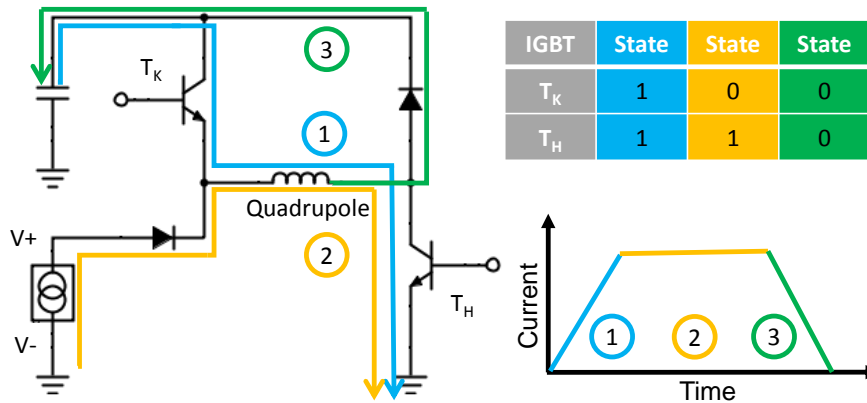 3
T_K
1
Quadrupole
V+
2
V-
T_H
IGBT State State State
T_K 1 0 0
T_H 1 1 0
Current
1 2 3
Time